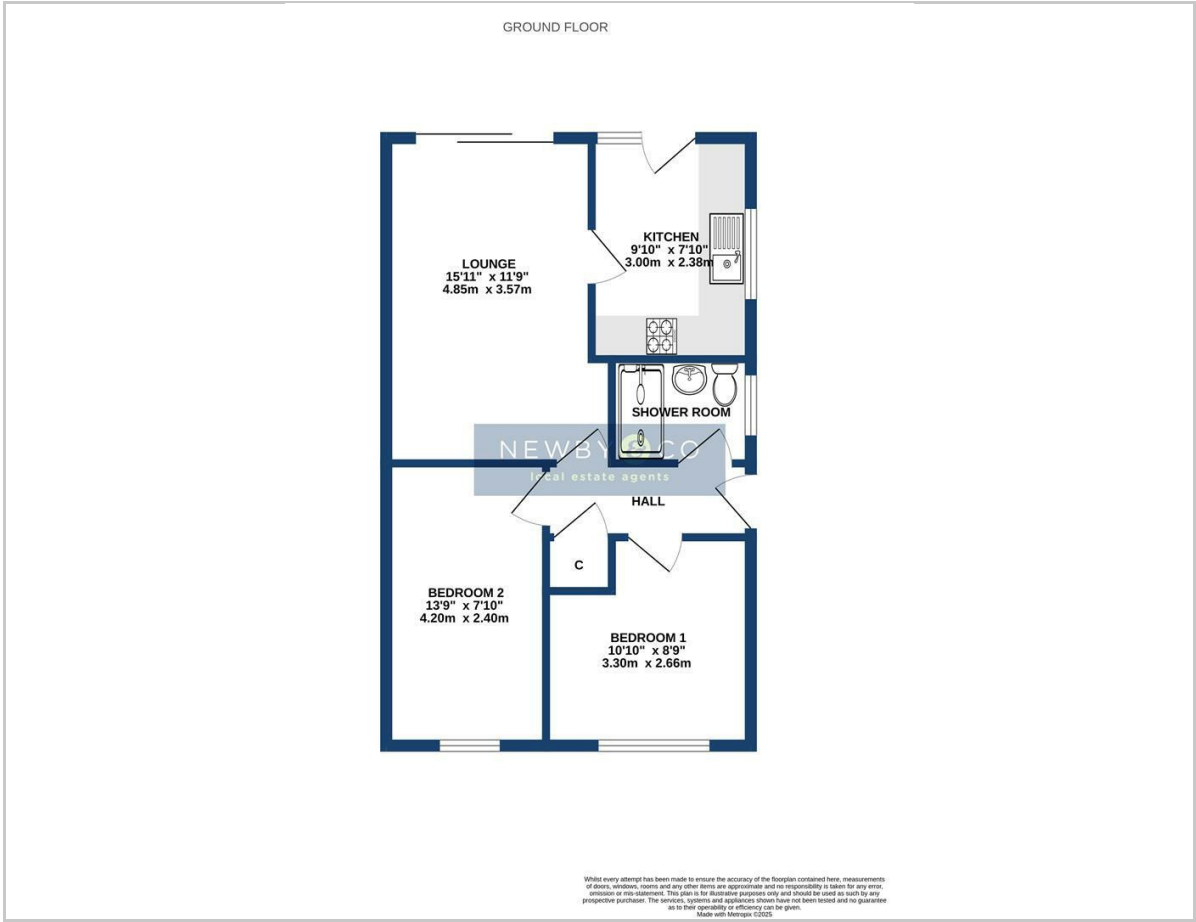 GROUND FLOOR
KITCHEN
9'10" x 7'10"
3.00m x 2.38m
LOUNGE
15'11" x 11'9"
4.85m x 3.57m
SHOWER ROOM
NEWBY & CO
local estate agents
HALL
C
BEDROOM 2
13'9" x 7'10"
4.20m x 2.40m
BEDROOM 1
10'10" x 8'9"
3.30m x 2.66m
Whilst every attempt has been made to ensure the accuracy of the floorplan contained here, measurements
of doors, windows, rooms and any other items are approximate and no responsibility is taken for any error,
omission or mis-statement. This plan is for illustrative purposes only and should be used as such by any
prospective purchaser. The services, systems and appliances shown have not been tested and no guarantee
as to their operability or efficiency can be given.
Made with Metropix ©2025